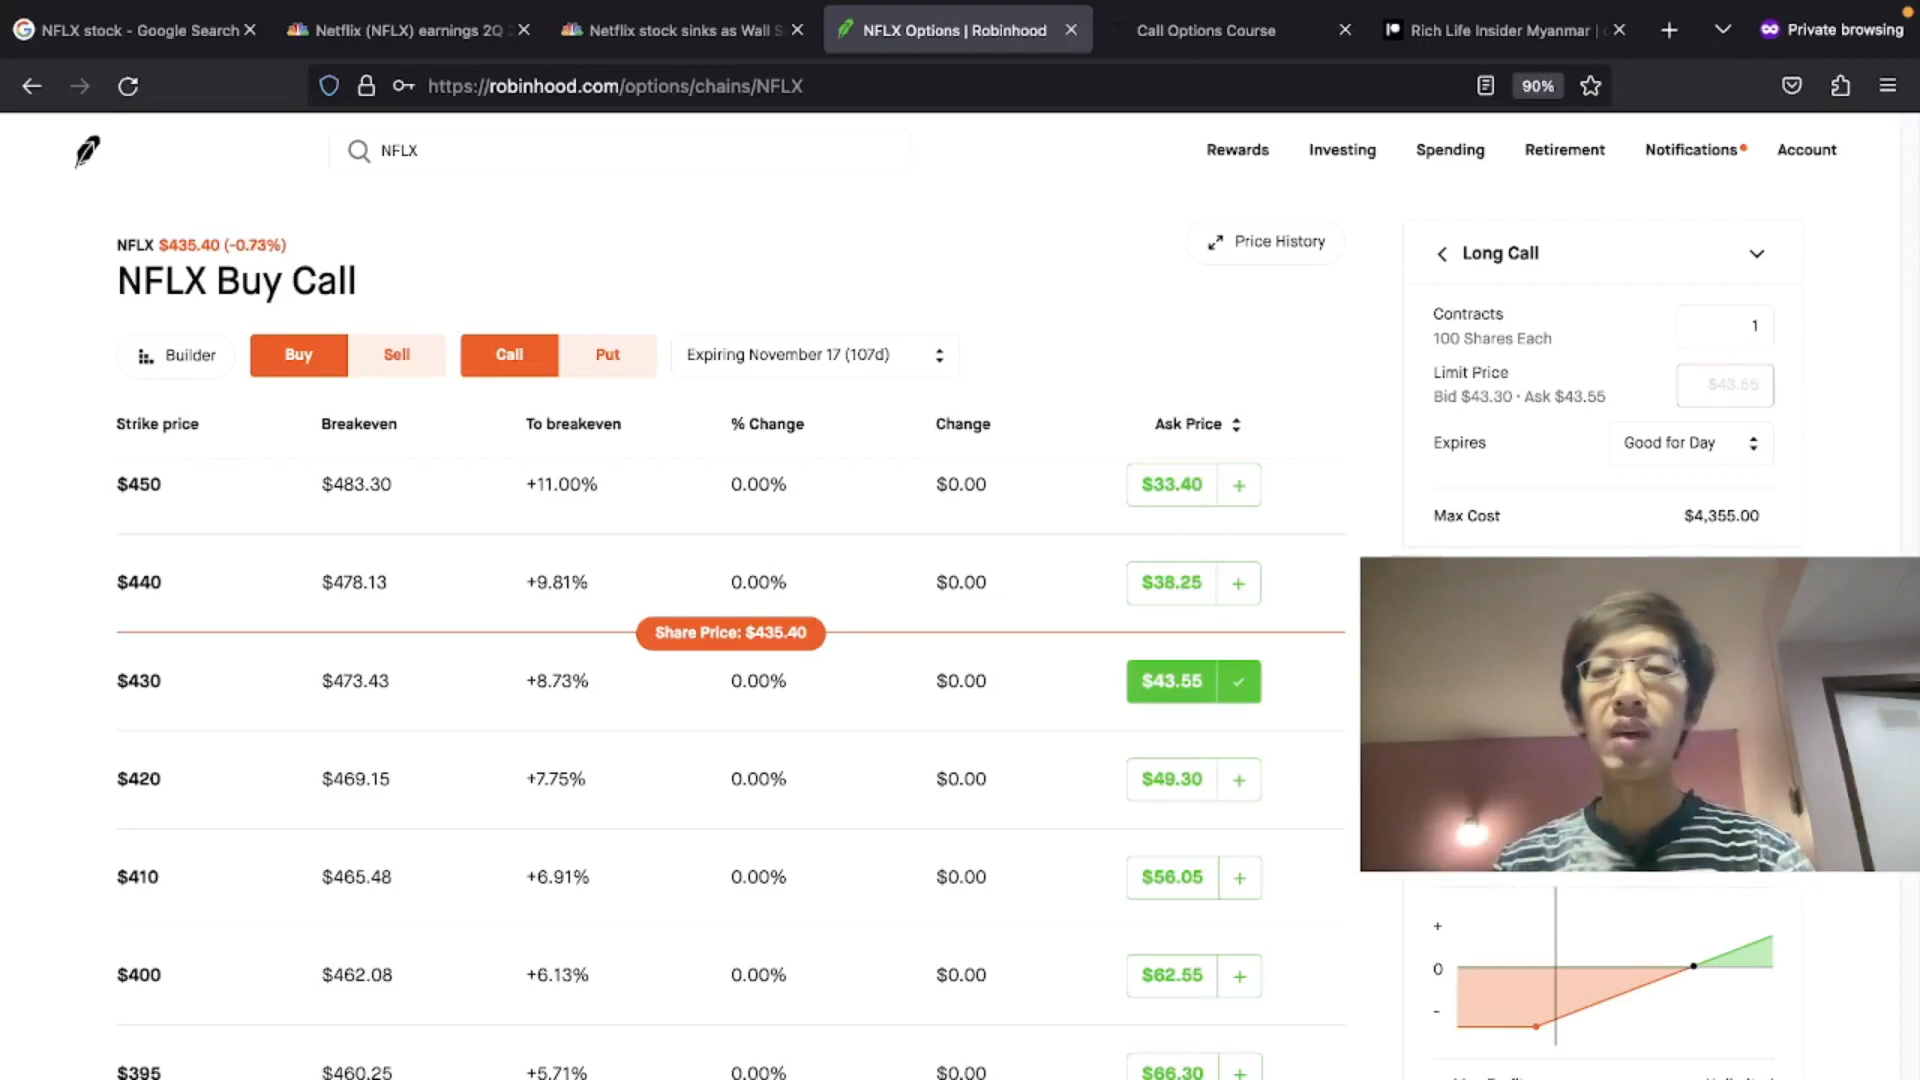 NFLX stock - Google Search
Netflix (NFLX) earnings 2Q
Netflix stock sinks as Wall S
NFLX Options | Robinhood
Call Options Course
Rich Life Insider Myanmar |
Private browsing
https://robinhood.com/options/chains/NFLX
90%
NFLX
Rewards
Investing
Spending
Retirement
Notifications
Account
NFLX $435.40 (-0.73%)
NFLX Buy Call
Price History
Builder
Buy
Sell
Call
Put
Expiring November 17 (107d)
Strike price Breakeven To breakeven % Change Change Ask Price
$450 $483.30 +11.00% 0.00% $0.00 $33.40 +
$440 $478.13 +9.81% 0.00% $0.00 $38.25 +
Share Price: $435.40
$430 $473.43 +8.73% 0.00% $0.00 $43.55
$420 $469.15 +7.75% 0.00% $0.00 $49.30 +
$410 $465.48 +6.91% 0.00% $0.00 $56.05 +
$400 $462.08 +6.13% 0.00% $0.00 $62.55 +
$395 $460.25 +5.71% 0.00% $0.00 $66.30 +
Long Call
Contracts
100 Shares Each
1
Limit Price
Bid $43.30 · Ask $43.55
$43.55
Expires
Good for Day
Max Cost
$4,355.00
+
0
-